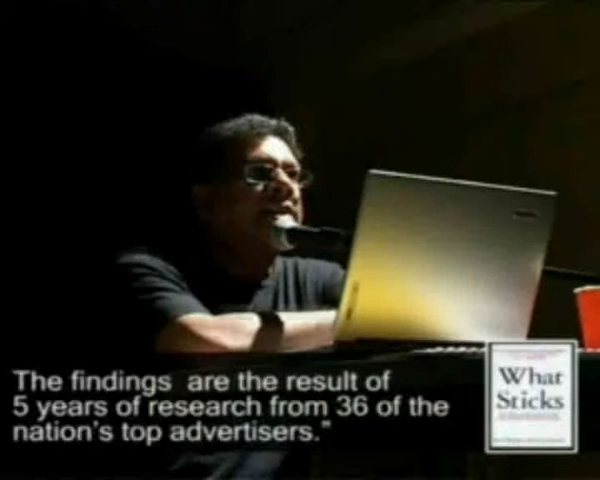 The findings are the result of
5 years of research from 36 of the
nation's top advertisers."
What
Sticks